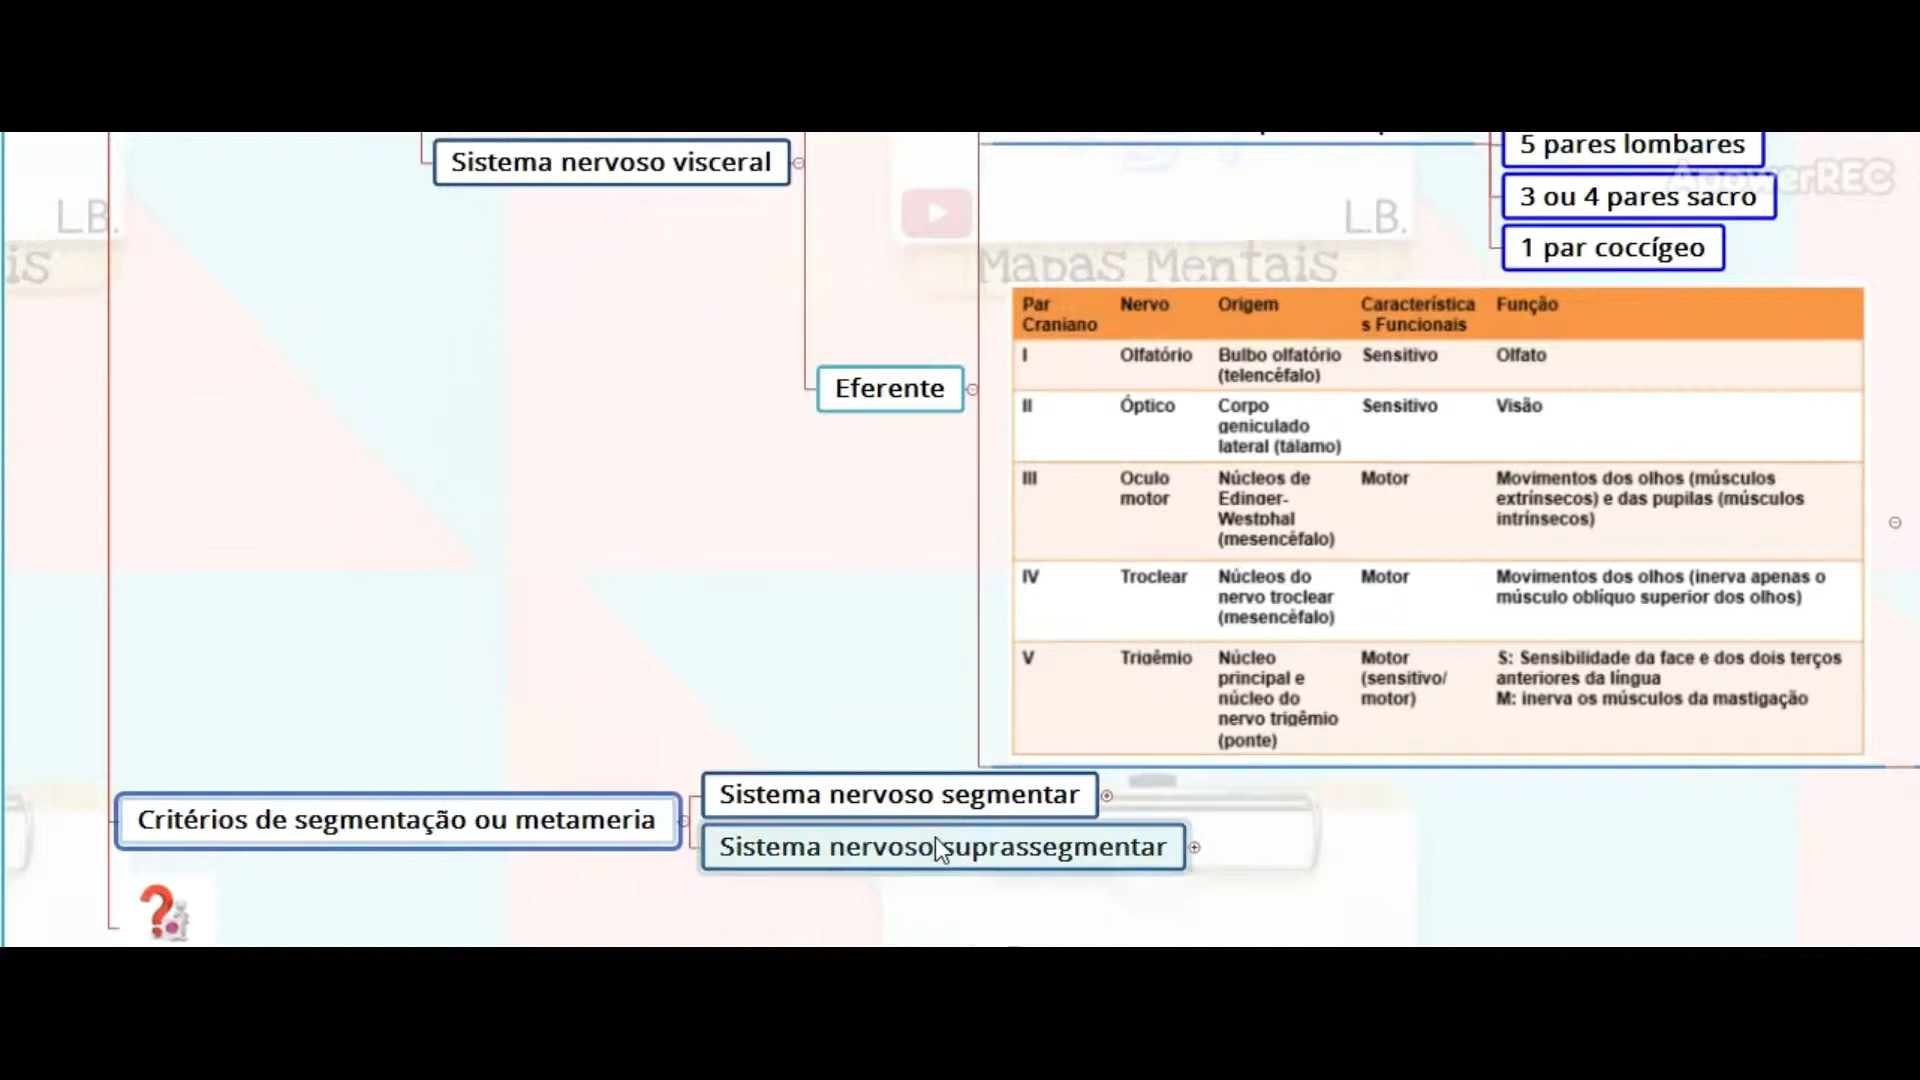 5 pares lombares
Sistema nervoso visceral
ApowerREC
3 ou 4 pares sacro
L.B.
L.B.
1 par coccígeo
is
Mapas Mentais
Par
Craniano
Nervo
Origem
Característica
s Funcionais
Função
I
Olfatório
Bulbo olfatório
(telencéfalo)
Sensitivo
Olfato
Eferente
II
Óptico
Corpo
geniculado
lateral (tálamo)
Sensitivo
Visão
III
Oculo
motor
Núcleos de
Edinger-
Westphal
(mesencéfalo)
Motor
Movimentos dos olhos (músculos
extrínsecos) e das pupilas (músculos
intrínsecos)
IV
Troclear
Núcleos do
nervo troclear
(mesencéfalo)
Motor
Movimentos dos olhos (inerva apenas o
músculo oblíquo superior dos olhos)
V
Trigêmio
Núcleo
principal e
núcleo do
nervo trigêmio
(ponte)
Motor
(sensitivo/
motor)
S: Sensibilidade da face e dos dois terços
anteriores da língua
M: inerva os músculos da mastigação
Critérios de segmentação ou metameria
Sistema nervoso segmentar
Sistema nervoso suprassegmentar